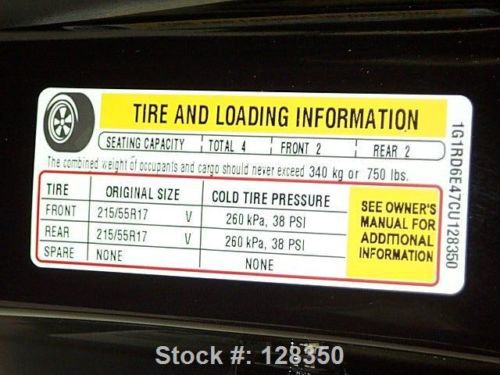 TIRE AND LOADING INFORMATION
SEATING CAPACITY TOTAL 4 FRONT 2 REAR 2
The combined weight of occupants and cargo should never exceed 340 kg or 750 lbs.
TIRE ORIGINAL SIZE COLD TIRE PRESSURE
FRONT 215/55R17 V 260 kPa, 38 PSI
REAR 215/55R17 V 260 kPa, 38 PSI
SPARE NONE NONE
SEE OWNER'S
MANUAL FOR
ADDITIONAL
INFORMATION
1G1RD6E47CU128350
Stock #: 128350